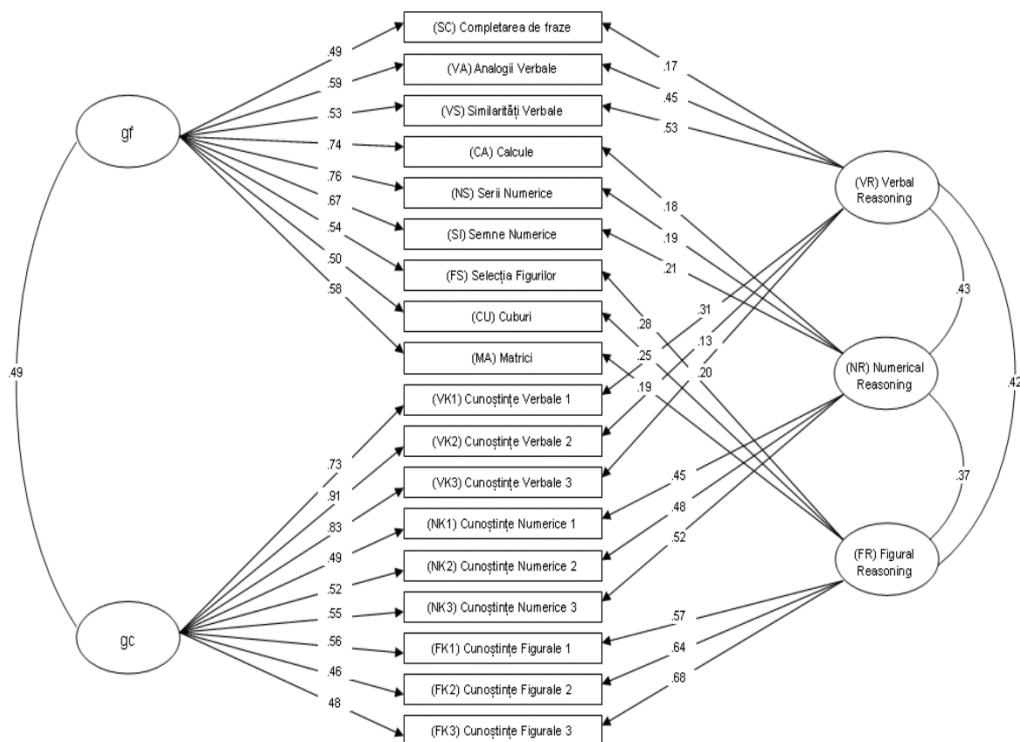 (SC) Completarea de fraze
.49
.17
(VA) Analogii Verbale
.59
.45
gf
(VS) Similarități Verbale
.53
.53
(CA) Calcule
.74
(VR) Verbal
Reasoning
(NS) Serii Numerice
.76
.18
.67
(SI) Semne Numerice
.19
.54
.21
(FS) Selecția Figurilor
.50
.43
.58
(CU) Cuburi
.31
.28
.13
(MA) Matrici
.25
.20
.49
.19
(NR) Numerical
Reasoning
.42
(VK1) Cunoștințe Verbale 1
(VK2) Cunoștințe Verbale 2
.73
.91
(VK3) Cunoștințe Verbale 3
.45
.37
.83
.48
(NK1) Cunoștințe Numerice 1
.49
.52
(FR) Figural
Reasoning
(NK2) Cunoștințe Numerice 2
.52
.55
(NK3) Cunoștințe Numerice 3
.57
gc
.56
(FK1) Cunoștințe Figurale 1
.64
.46
.68
(FK2) Cunoștințe Figurale 2
48
(FK3) Cunoștințe Figurale 3